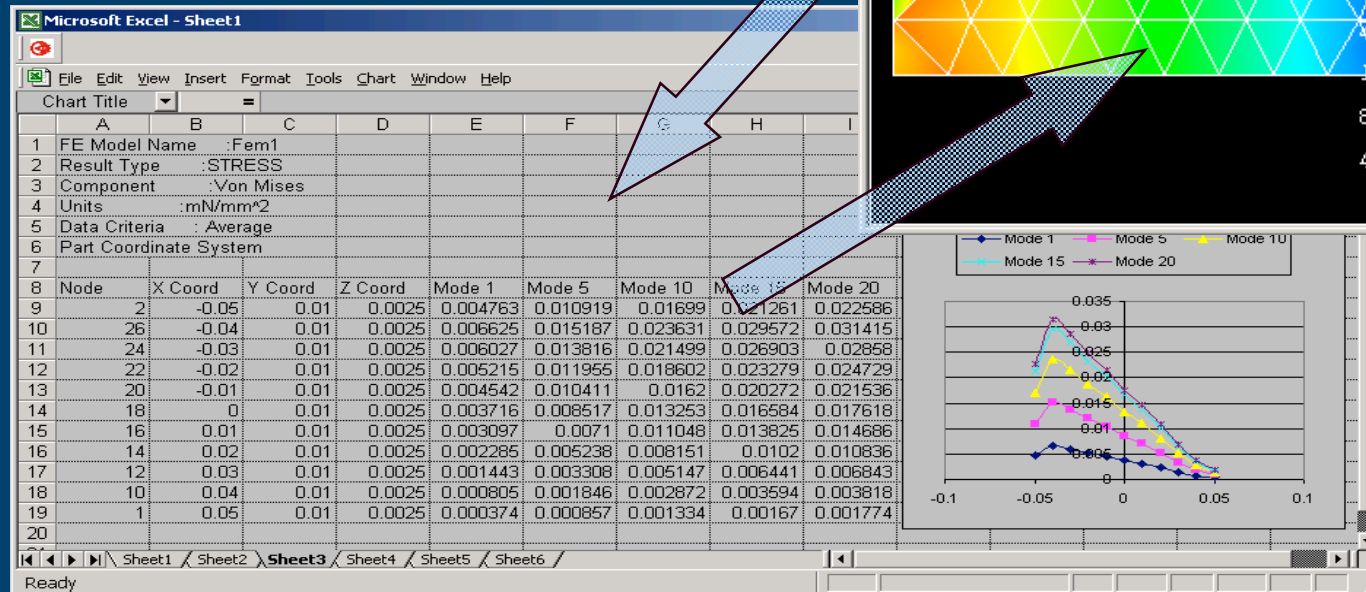 Microsoft Excel - Sheet1
File Edit View Insert Format Tools Chart Window Help
Chart Title =
A B C D E F G H I
1 FE Model Name :Fem1
2 Result Type :STRESS
3 Component :Von Mises
4 Units :mN/mm^2
5 Data Criteria : Average
6 Part Coordinate System
7
8 Node X Coord Y Coord Z Coord Mode 1 Mode 5 Mode 10 Mode 15 Mode 20
9 2 -0.05 0.01 0.0025 0.004763 0.010919 0.01699 0.021261 0.022586
10 26 -0.04 0.01 0.0025 0.006625 0.015187 0.023631 0.029572 0.031415
11 24 -0.03 0.01 0.0025 0.006027 0.013816 0.021499 0.026903 0.02858
12 22 -0.02 0.01 0.0025 0.005215 0.011955 0.018602 0.023279 0.024729
13 20 -0.01 0.01 0.0025 0.004542 0.010411 0.0162 0.020272 0.021536
14 18 0 0.01 0.0025 0.003716 0.008517 0.013253 0.016584 0.017618
15 16 0.01 0.01 0.0025 0.003097 0.0071 0.011048 0.013825 0.014686
16 14 0.02 0.01 0.0025 0.002285 0.005238 0.008151 0.0102 0.010836
17 12 0.03 0.01 0.0025 0.001443 0.003308 0.005147 0.006441 0.006843
18 10 0.04 0.01 0.0025 0.000805 0.001846 0.002872 0.003594 0.003818
19 1 0.05 0.01 0.0025 0.000374 0.000857 0.001334 0.00167 0.001774
20
Sheet1 Sheet2 Sheet3 Sheet4 Sheet5 Sheet6
Ready
Mode 1 Mode 5 Mode 10
Mode 15 Mode 20
0.035
0.03
0.025
0.02
0.015
0.01
0.005
0
-0.1 -0.05 0 0.05 0.1